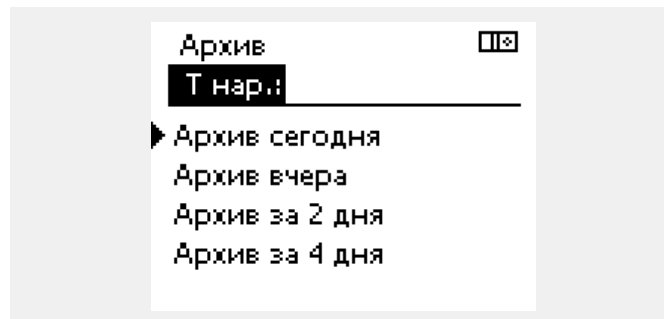 Архив
Т нар.:
Архив сегодня
Архив вчера
Архив за 2 дня
Архив за 4 дня